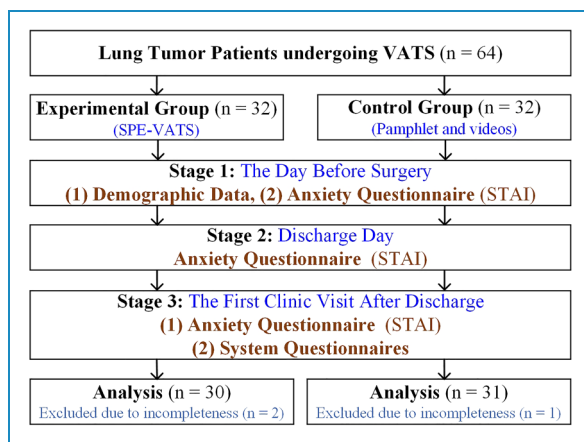 Lung Tumor Patients undergoing VATS (n = 64)
Experimental Group (n = 32)
(SPE-VATS)
Control Group (n = 32)
(Pamphlet and videos)
Stage 1: The Day Before Surgery
(1) Demographic Data, (2) Anxiety Questionnaire (STAI)
Stage 2: Discharge Day
Anxiety Questionnaire (STAI)
Stage 3: The First Clinic Visit After Discharge
(1) Anxiety Questionnaire (STAI)
(2) System Questionnaires
Analysis (n = 30)
Excluded due to incompleteness (n = 2)
Analysis (n = 31)
Excluded due to incompleteness (n = 1)